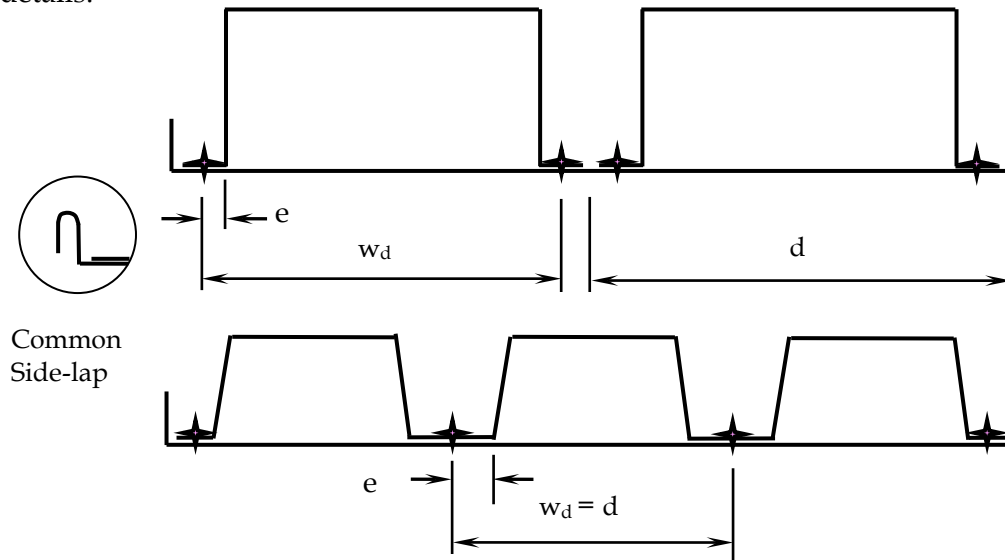 details.
e
w_d
d
Common
Side-lap
e
w_d = d